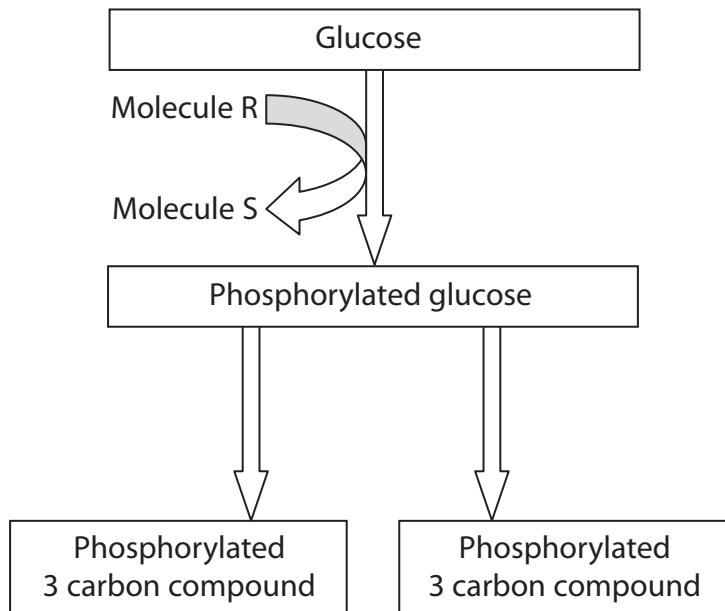 Glucose
Molecule R
Molecule S
Phosphorylated glucose
Phosphorylated
3 carbon compound
Phosphorylated
3 carbon compound